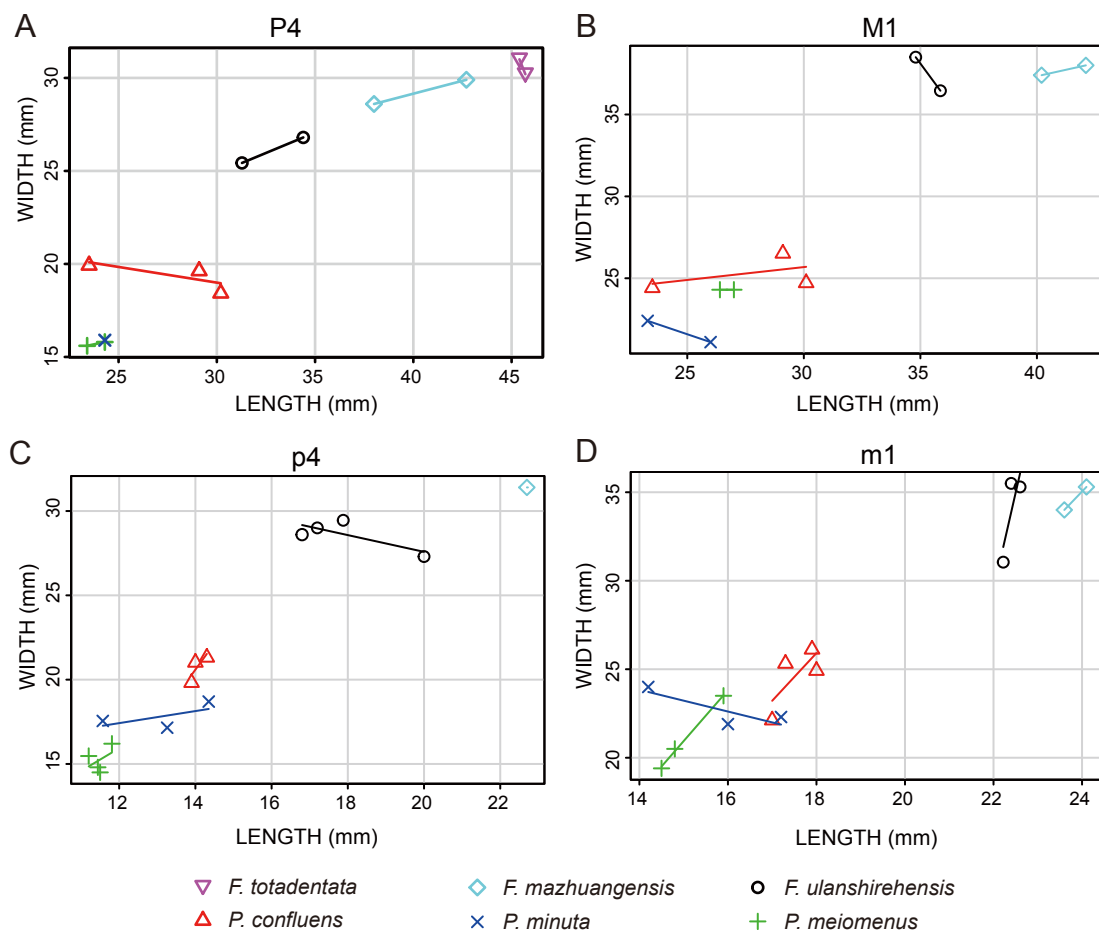 A
P4
WIDTH (mm)
30
25
20
15
25
30
35
40
45
LENGTH (mm)
B
M1
WIDTH (mm)
35
30
25
25
30
35
40
LENGTH (mm)
C
p4
WIDTH (mm)
30
25
20
15
12
14
16
18
20
22
LENGTH (mm)
D
m1
WIDTH (mm)
35
30
25
20
14
16
18
20
22
24
LENGTH (mm)
F. totadentata
F. mazhuangensis
F. ulanshirehensis
P. confluens
P. minuta
P. meiomenus